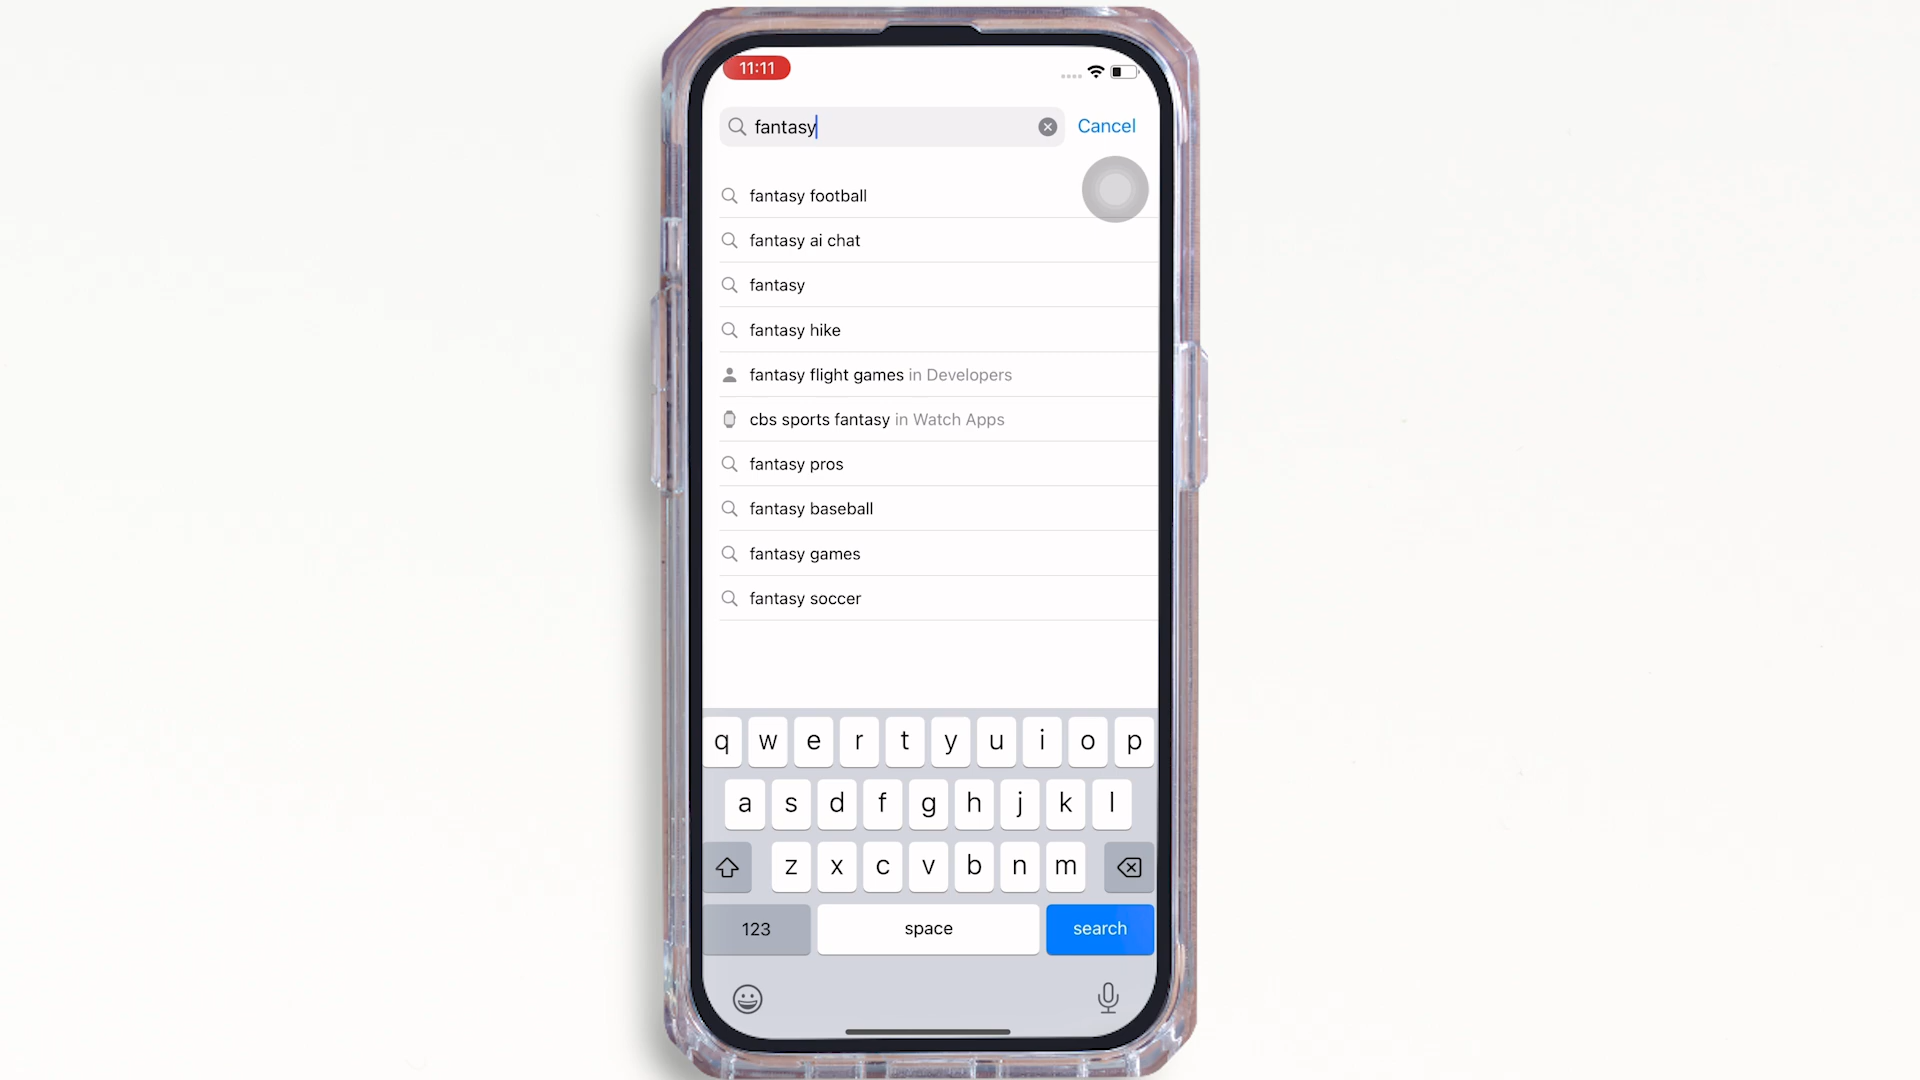 11:11
fantasy
Cancel
fantasy football
fantasy ai chat
fantasy
fantasy hike
fantasy flight games in Developers
cbs sports fantasy in Watch Apps
fantasy pros
fantasy baseball
fantasy games
fantasy soccer
q w e r t y u i o p
a s d f g h j k l
z x c v b n m
123 space search